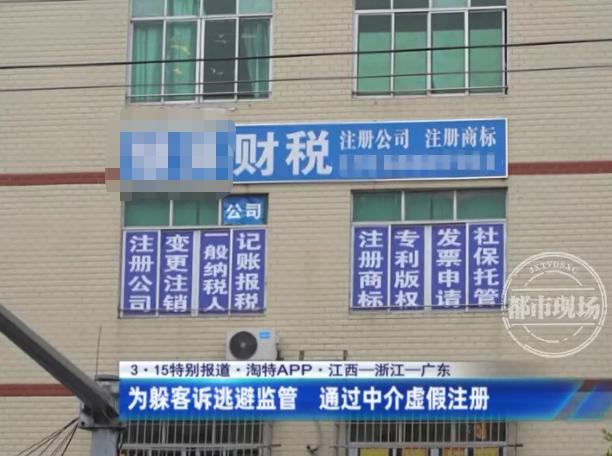 财税 注册公司 注册商标
公司
注册公司
变更注销
一般纳税人
记账报税
注册商标
专利版权
发票申请
社保托管
JXTVDSXC
都市现场
3·15特别报道·淘特APP·江西—浙江—广东
为躲客诉逃避监管 通过中介虚假注册